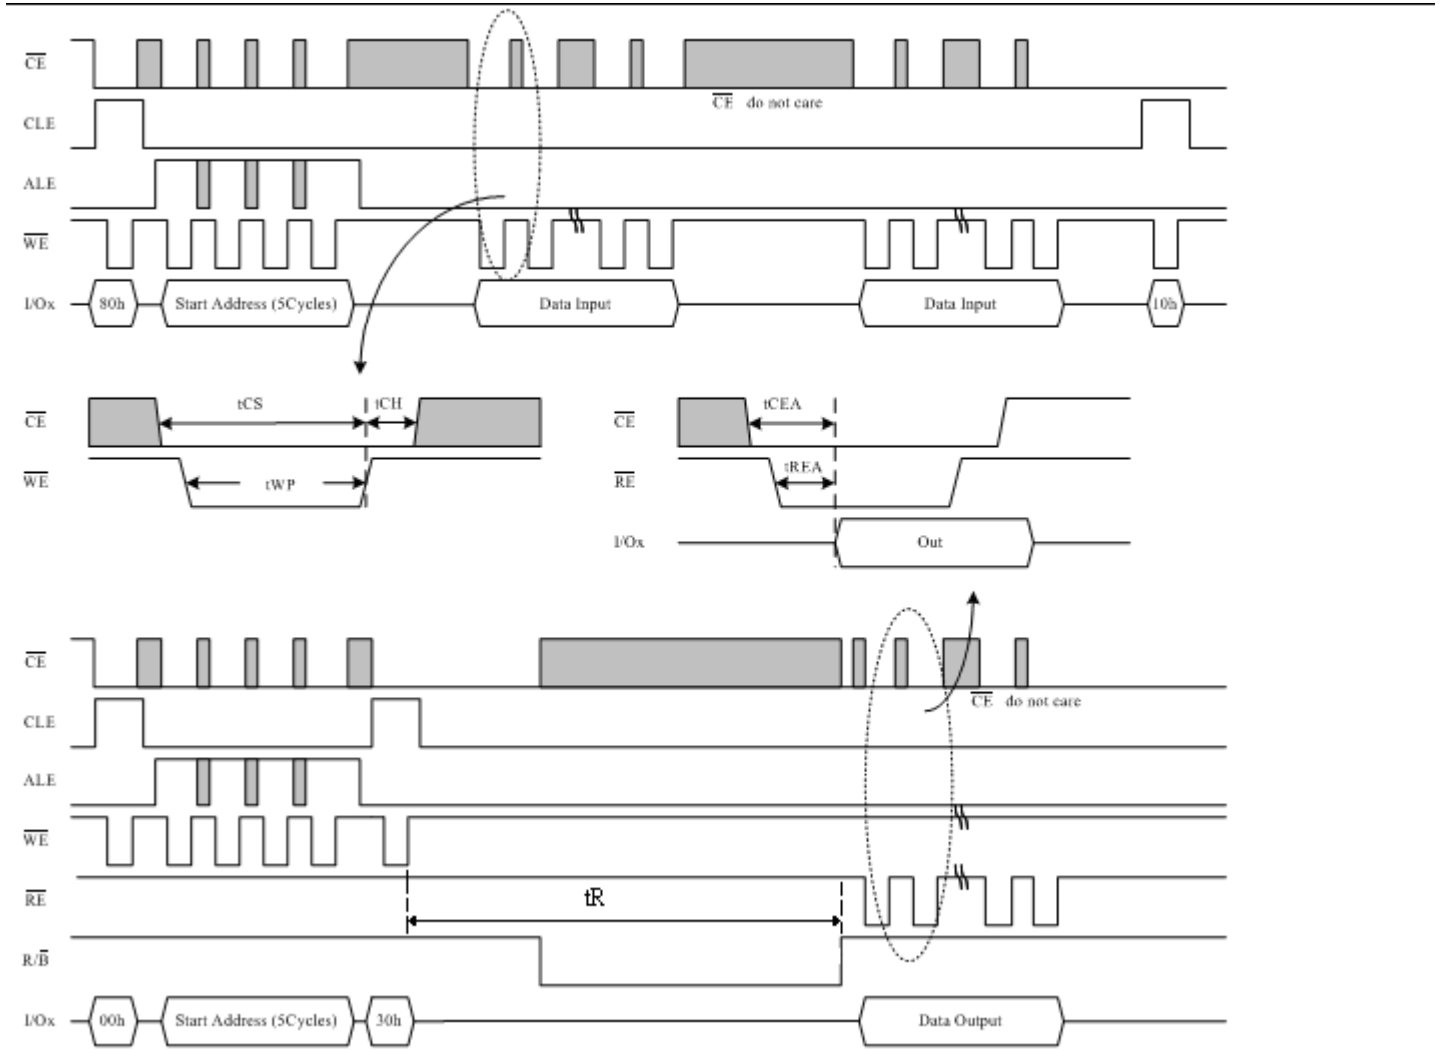 CE
CE do not care
CLE
ALE
WE
I/Ox 80h Start Address (5Cycles) Data Input Data Input 10h
CE tCS tCH CE tCEA
WE tWP RE tREA
I/Ox Out
CE
CE do not care
CLE
ALE
WE
RE tR
R/B
I/Ox 00h Start Address (5Cycles) 30h Data Output